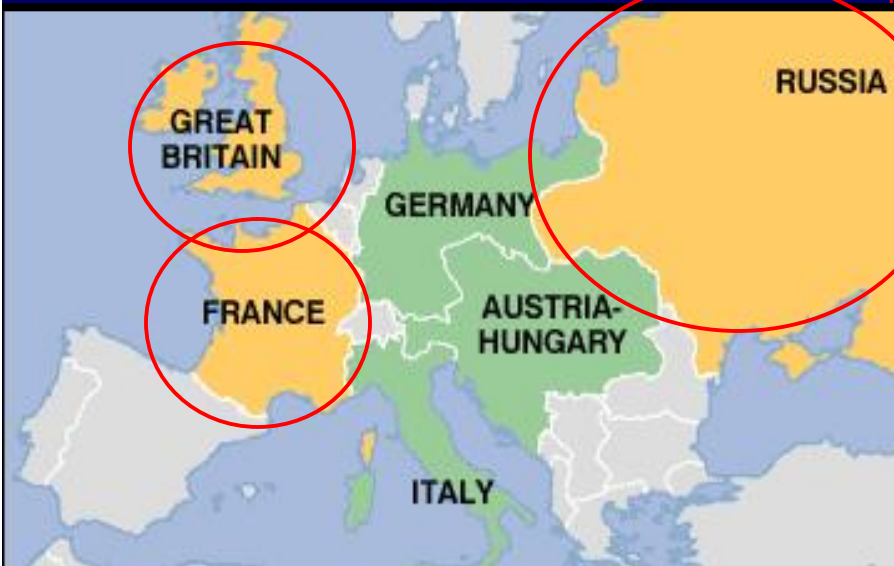 RUSSIA
GREAT
BRITAIN
GERMANY
FRANCE
AUSTRIA-
HUNGARY
ITALY